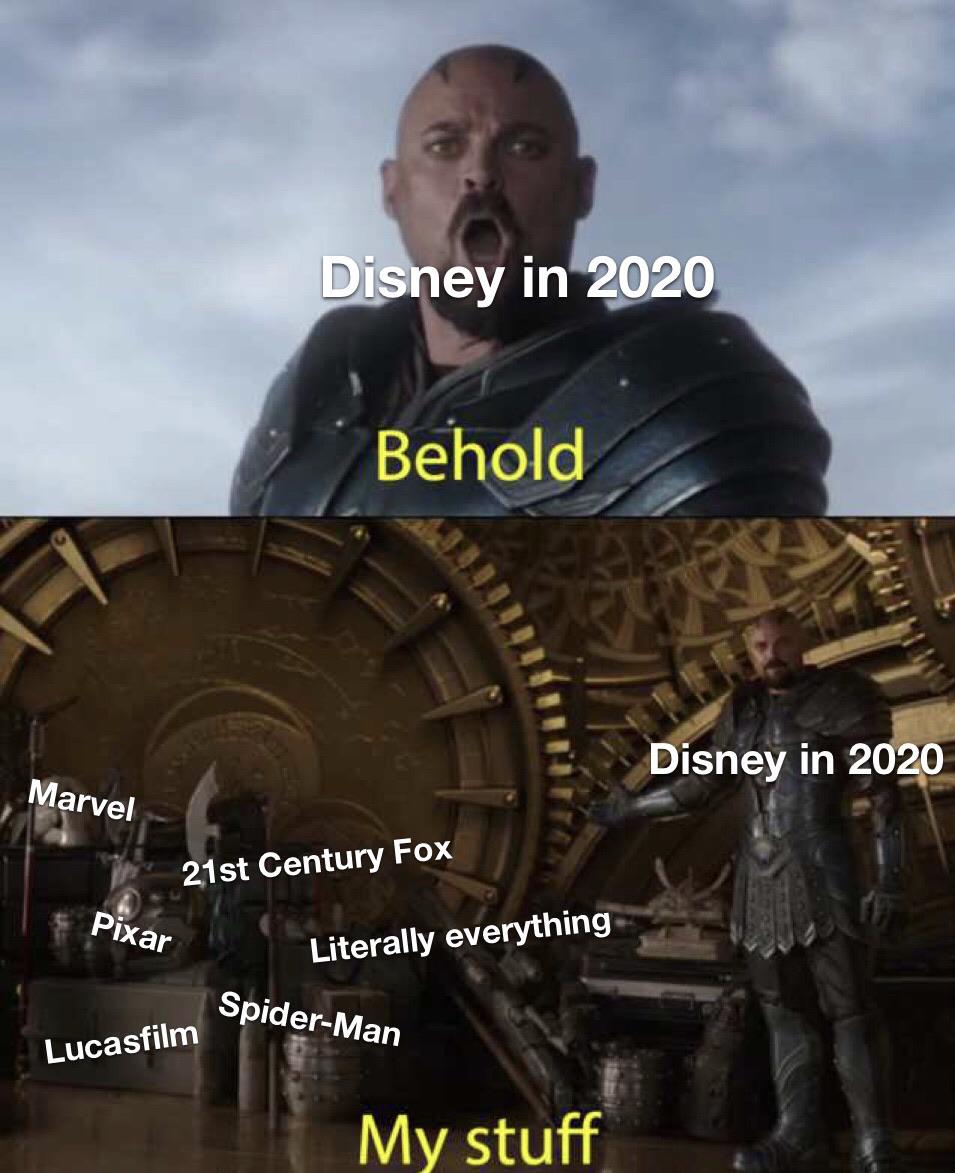 Disney in 2020
Behold
Disney in 2020
Marvel
21st Century Fox
Pixar
Literally everything
Spider-Man
Lucasfilm
My stuff